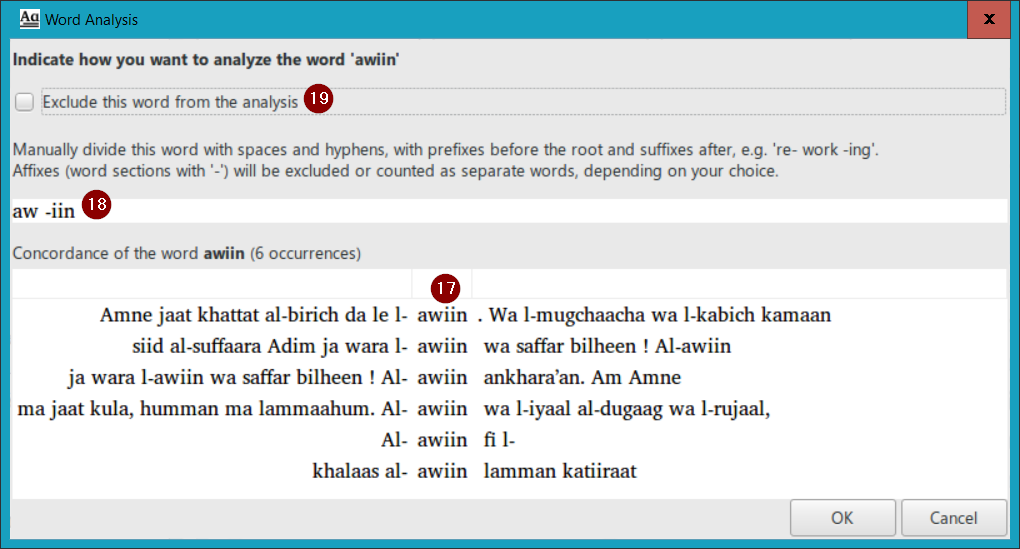 Aa Word Analysis x
Indicate how you want to analyze the word 'awiin'
Exclude this word from the analysis 19
Manually divide this word with spaces and hyphens, with prefixes before the root and suffixes after, e.g. 're- work -ing'.
Affixes (word sections with '-') will be excluded or counted as separate words, depending on your choice.
aw -iin 18
Concordance of the word awiin (6 occurrences)
17
Amne jaat khattat al-birich da le l- awiin . Wa l-mugchaacha wa l-kabich kamaan
siid al-suffaara Adim ja wara l- awiin wa saffar bilheen ! Al-awiin
ja wara l-awiin wa saffar bilheen ! Al- awiin ankhara’an. Am Amne
ma jaat kula, humman ma lammaahum. Al- awiin wa l-iyaal al-dugaag wa l-rujaal,
Al- awiin fi l-
khalaas al- awiin lamman katiiraat
OK Cancel